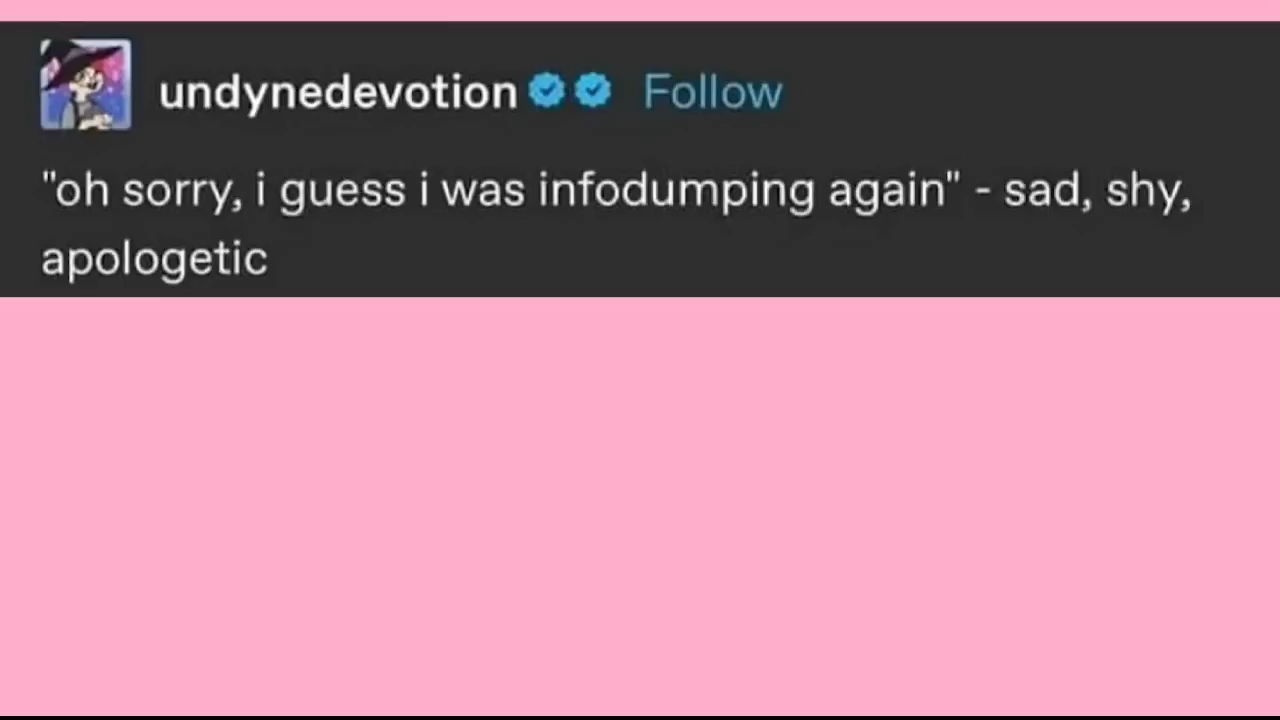 undynedevotion Follow
"oh sorry, i guess i was infodumping again" - sad, shy,
apologetic